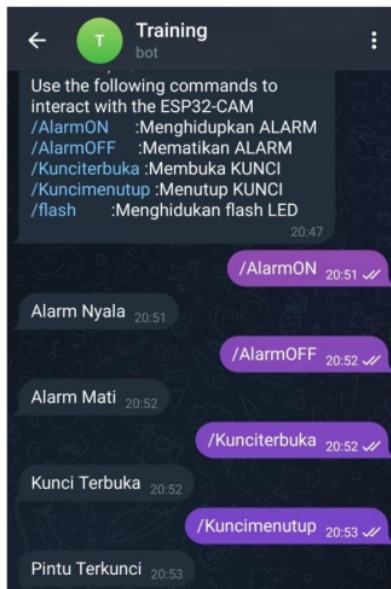 Training
T
bot
Use the following commands to
interact with the ESP32-CAM
/AlarmON :Menghidupkan ALARM
/AlarmOFF :Mematikan ALARM
/Kunciterbuka :Membuka KUNCI
/Kuncimenutup :Menutup KUNCI
/flash :Menghidukan flash LED
20:47
/AlarmON 20:51
Alarm Nyala 20:51
/AlarmOFF 20:52
Alarm Mati 20:52
/Kunciterbuka 20:52
Kunci Terbuka 20:52
/Kuncimenutup 20:53
Pintu Terkunci 20:53